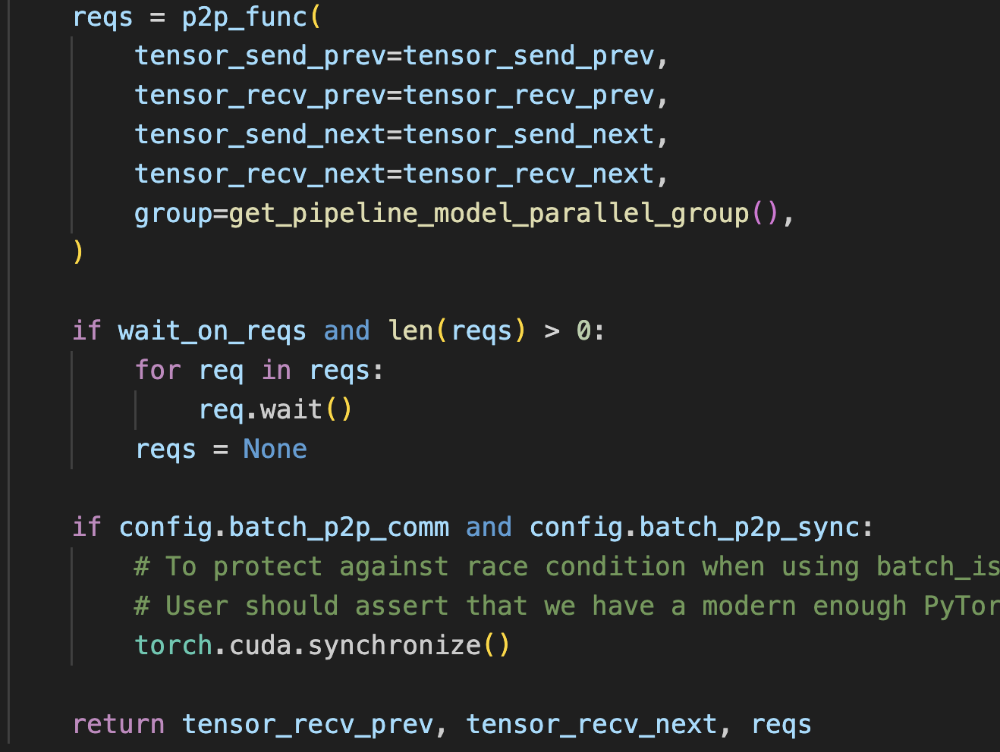 reqs = p2p_func(
    tensor_send_prev=tensor_send_prev,
    tensor_recv_prev=tensor_recv_prev,
    tensor_send_next=tensor_send_next,
    tensor_recv_next=tensor_recv_next,
    group=get_pipeline_model_parallel_group(),
)

if wait_on_reqs and len(reqs) > 0:
    for req in reqs:
        req.wait()
    reqs = None

if config.batch_p2p_comm and config.batch_p2p_sync:
    # To protect against race condition when using batch_is
    # User should assert that we have a modern enough PyTor
    torch.cuda.synchronize()

return tensor_recv_prev, tensor_recv_next, reqs